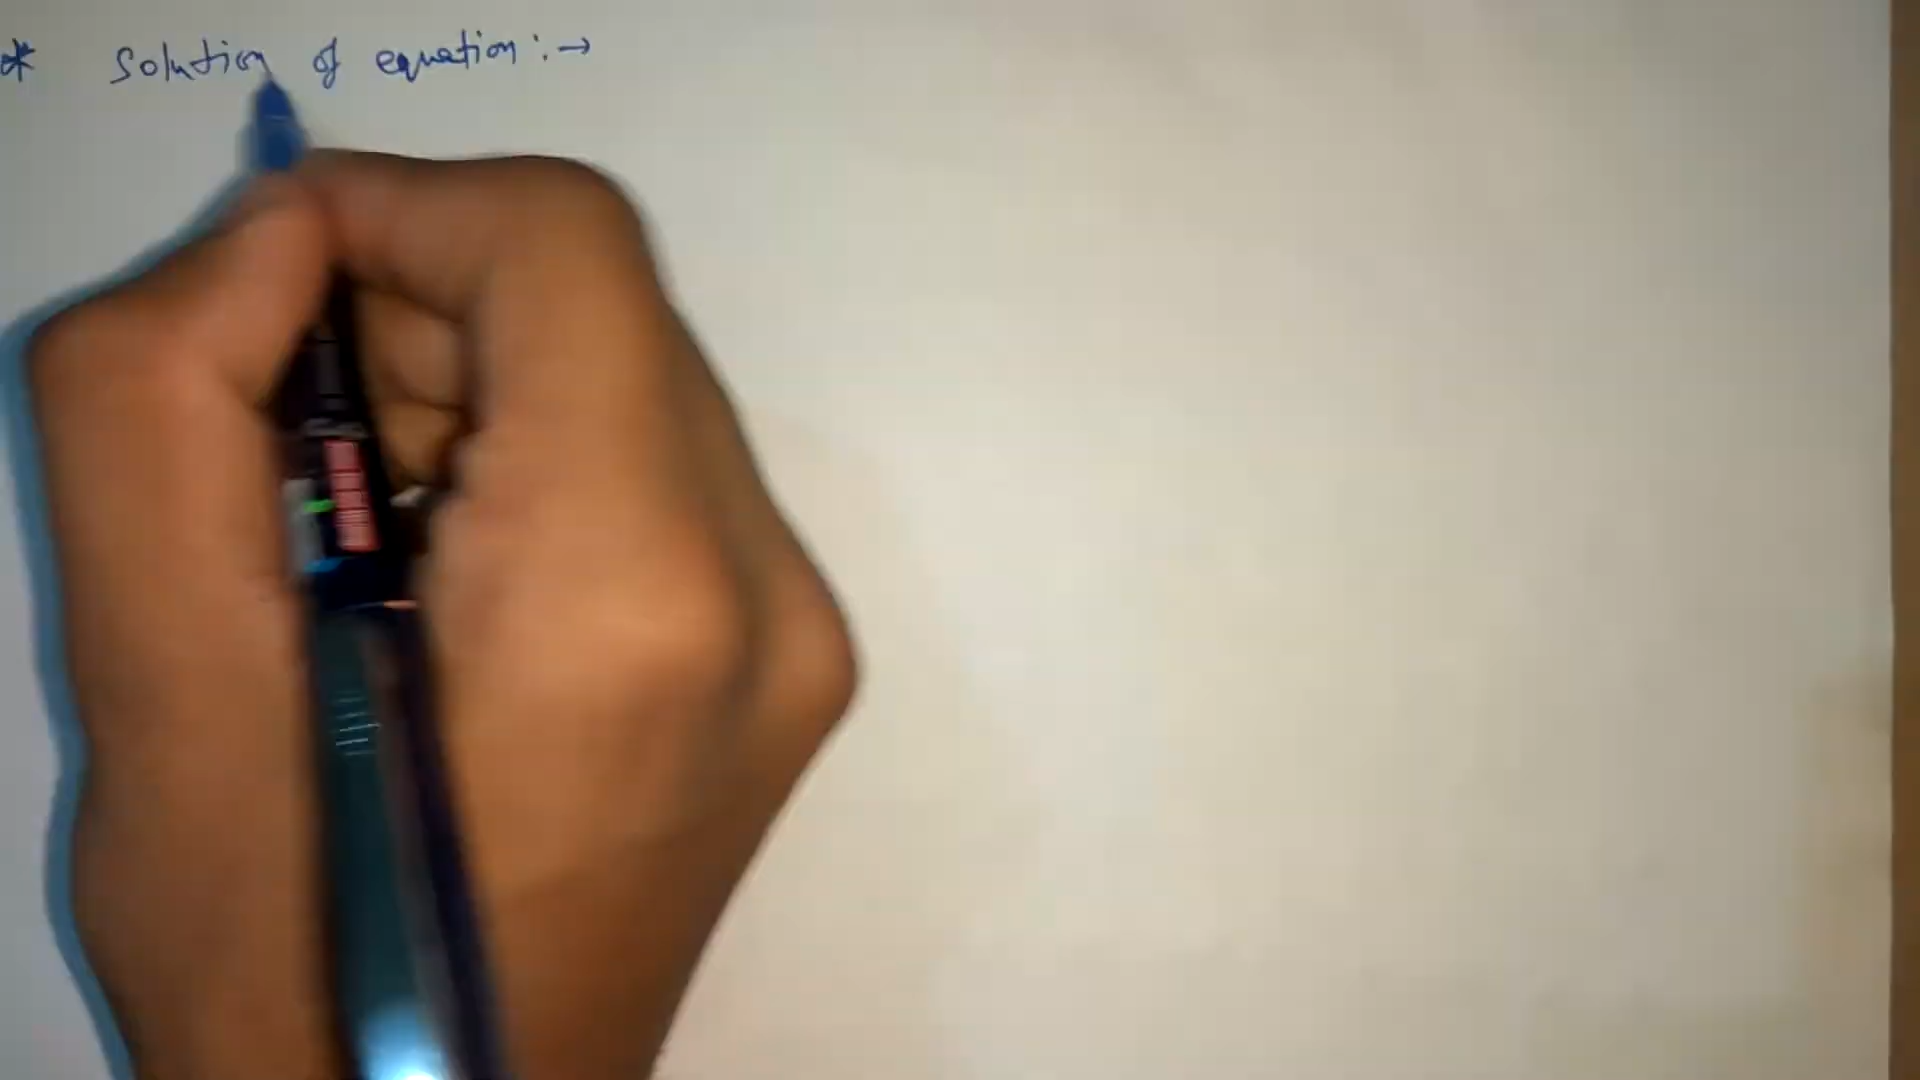 * Solution of equation :→